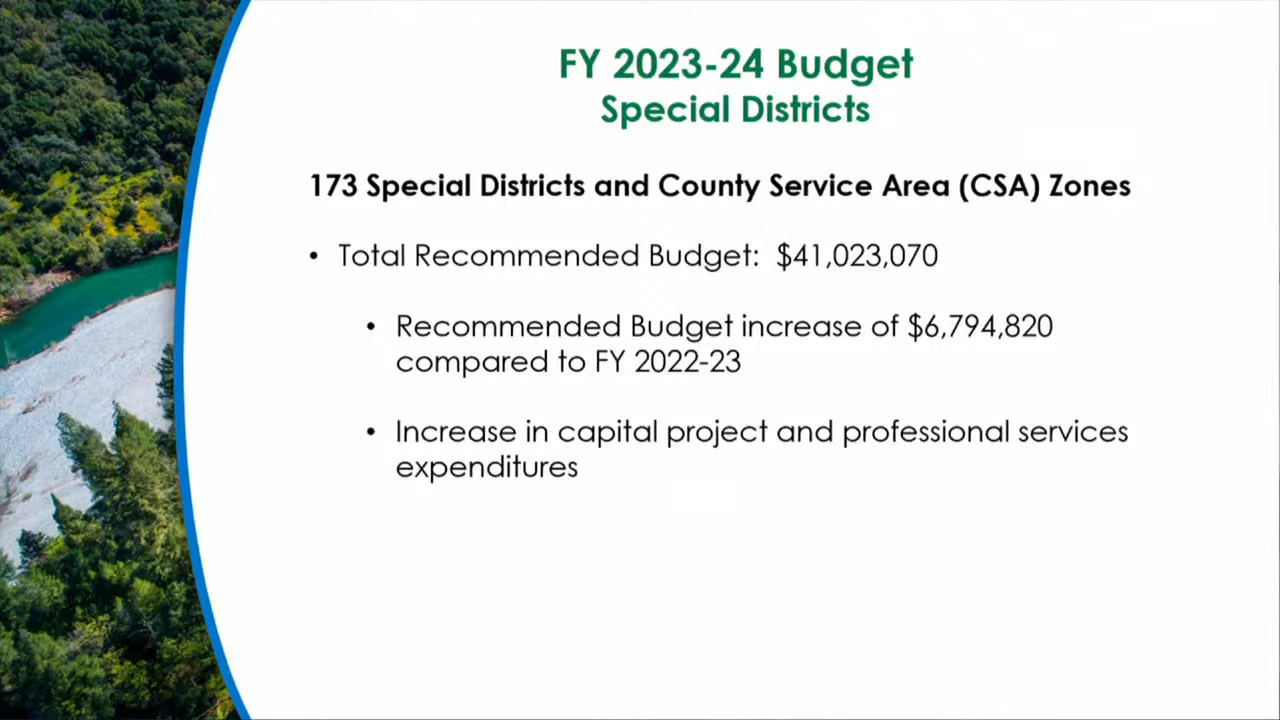 FY 2023-24 Budget
Special Districts
173 Special Districts and County Service Area (CSA) Zones
• Total Recommended Budget:  $41,023,070
• Recommended Budget increase of $6,794,820
compared to FY 2022-23
• Increase in capital project and professional services
expenditures